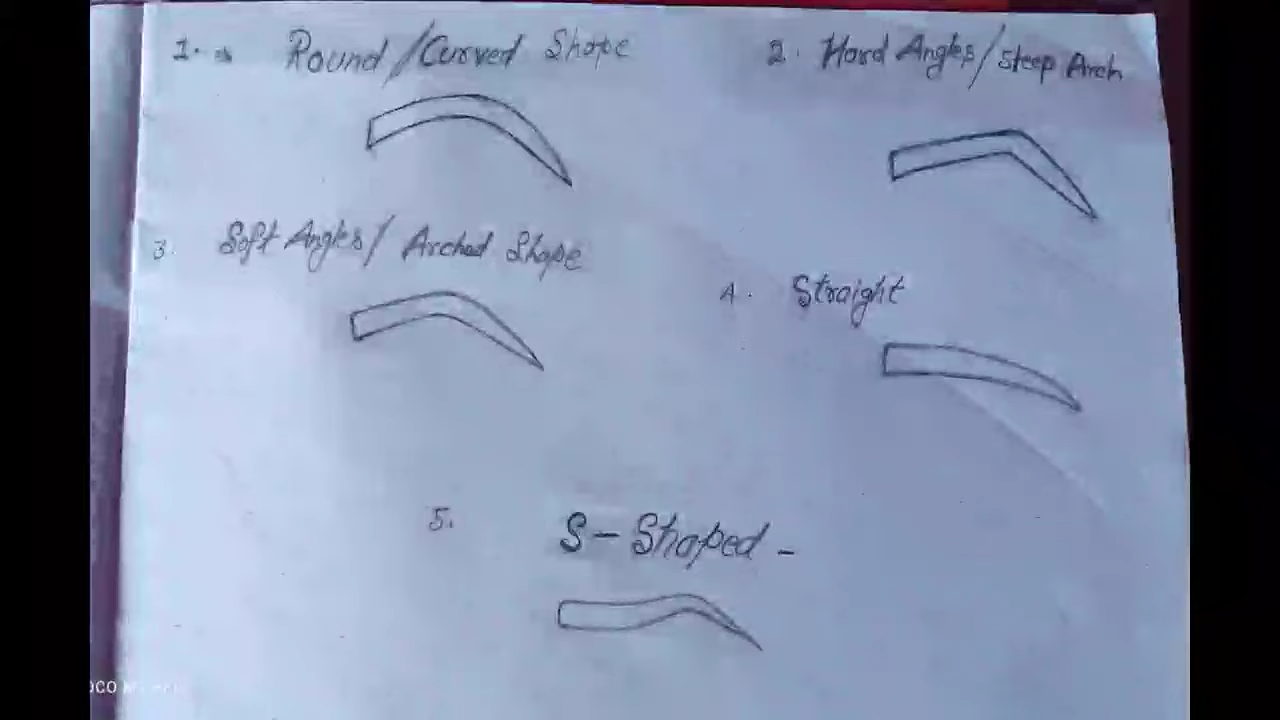 1. Round / Curved Shape
2. Hard Angles / Steep Arch
3. Soft Angles / Arched Shape
4. Straight
5. S - Shaped -